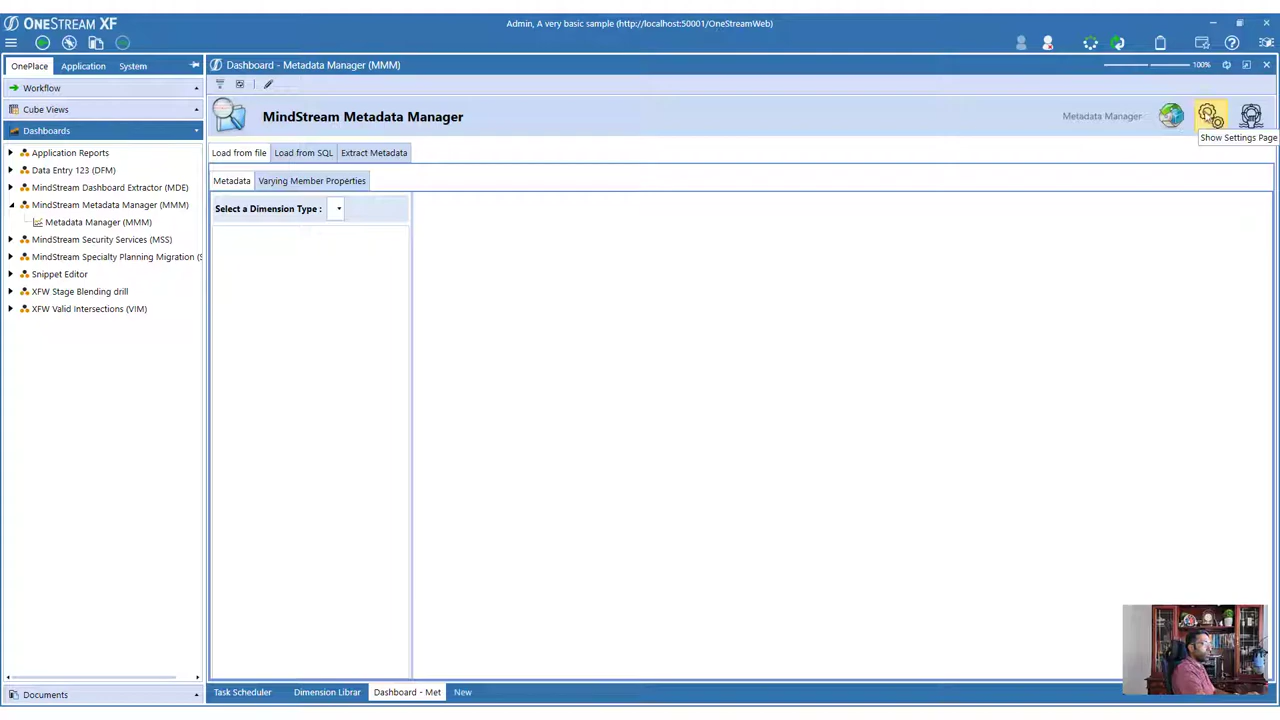 ONESTREAM XF
Admin, A very basic sample (http://localhost:50001/OneStreamWeb)
OnePlace Application System
Dashboard - Metadata Manager (MMM)
100%
Workflow
Cube Views
Dashboards
Application Reports
Data Entry 123 (DFM)
MindStream Dashboard Extractor (MDE)
MindStream Metadata Manager (MMM)
Metadata Manager (MMM)
MindStream Security Services (MSS)
MindStream Specialty Planning Migration (S
Snippet Editor
XFW Stage Blending drill
XFW Valid Intersections (VIM)
Documents
MindStream Metadata Manager
Metadata Manager
Show Settings Page
Load from file Load from SQL Extract Metadata
Metadata Varying Member Properties
Select a Dimension Type :
Task Scheduler Dimension Librar Dashboard - Met New